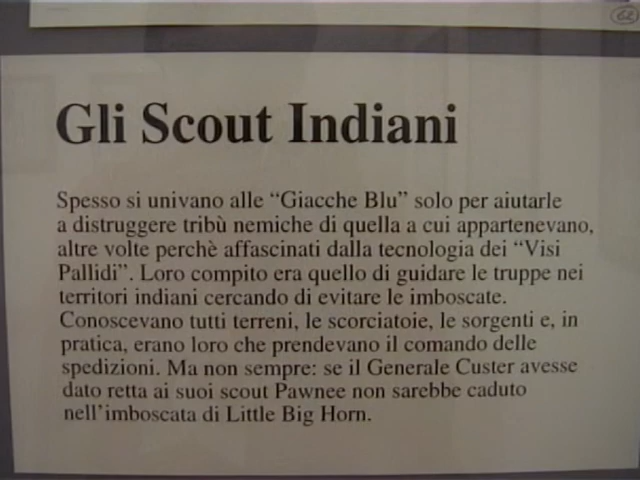 62
Gli Scout Indiani
Spesso si univano alle “Giacche Blu” solo per aiutarle
a distruggere tribù nemiche di quella a cui appartenevano,
altre volte perchè affascinati dalla tecnologia dei “Visi
Pallidi”. Loro compito era quello di guidare le truppe nei
territori indiani cercando di evitare le imboscate.
Conoscevano tutti terreni, le scorciatoie, le sorgenti e, in
pratica, erano loro che prendevano il comando delle
spedizioni. Ma non sempre: se il Generale Custer avesse
dato retta ai suoi scout Pawnee non sarebbe caduto
nell’imboscata di Little Big Horn.